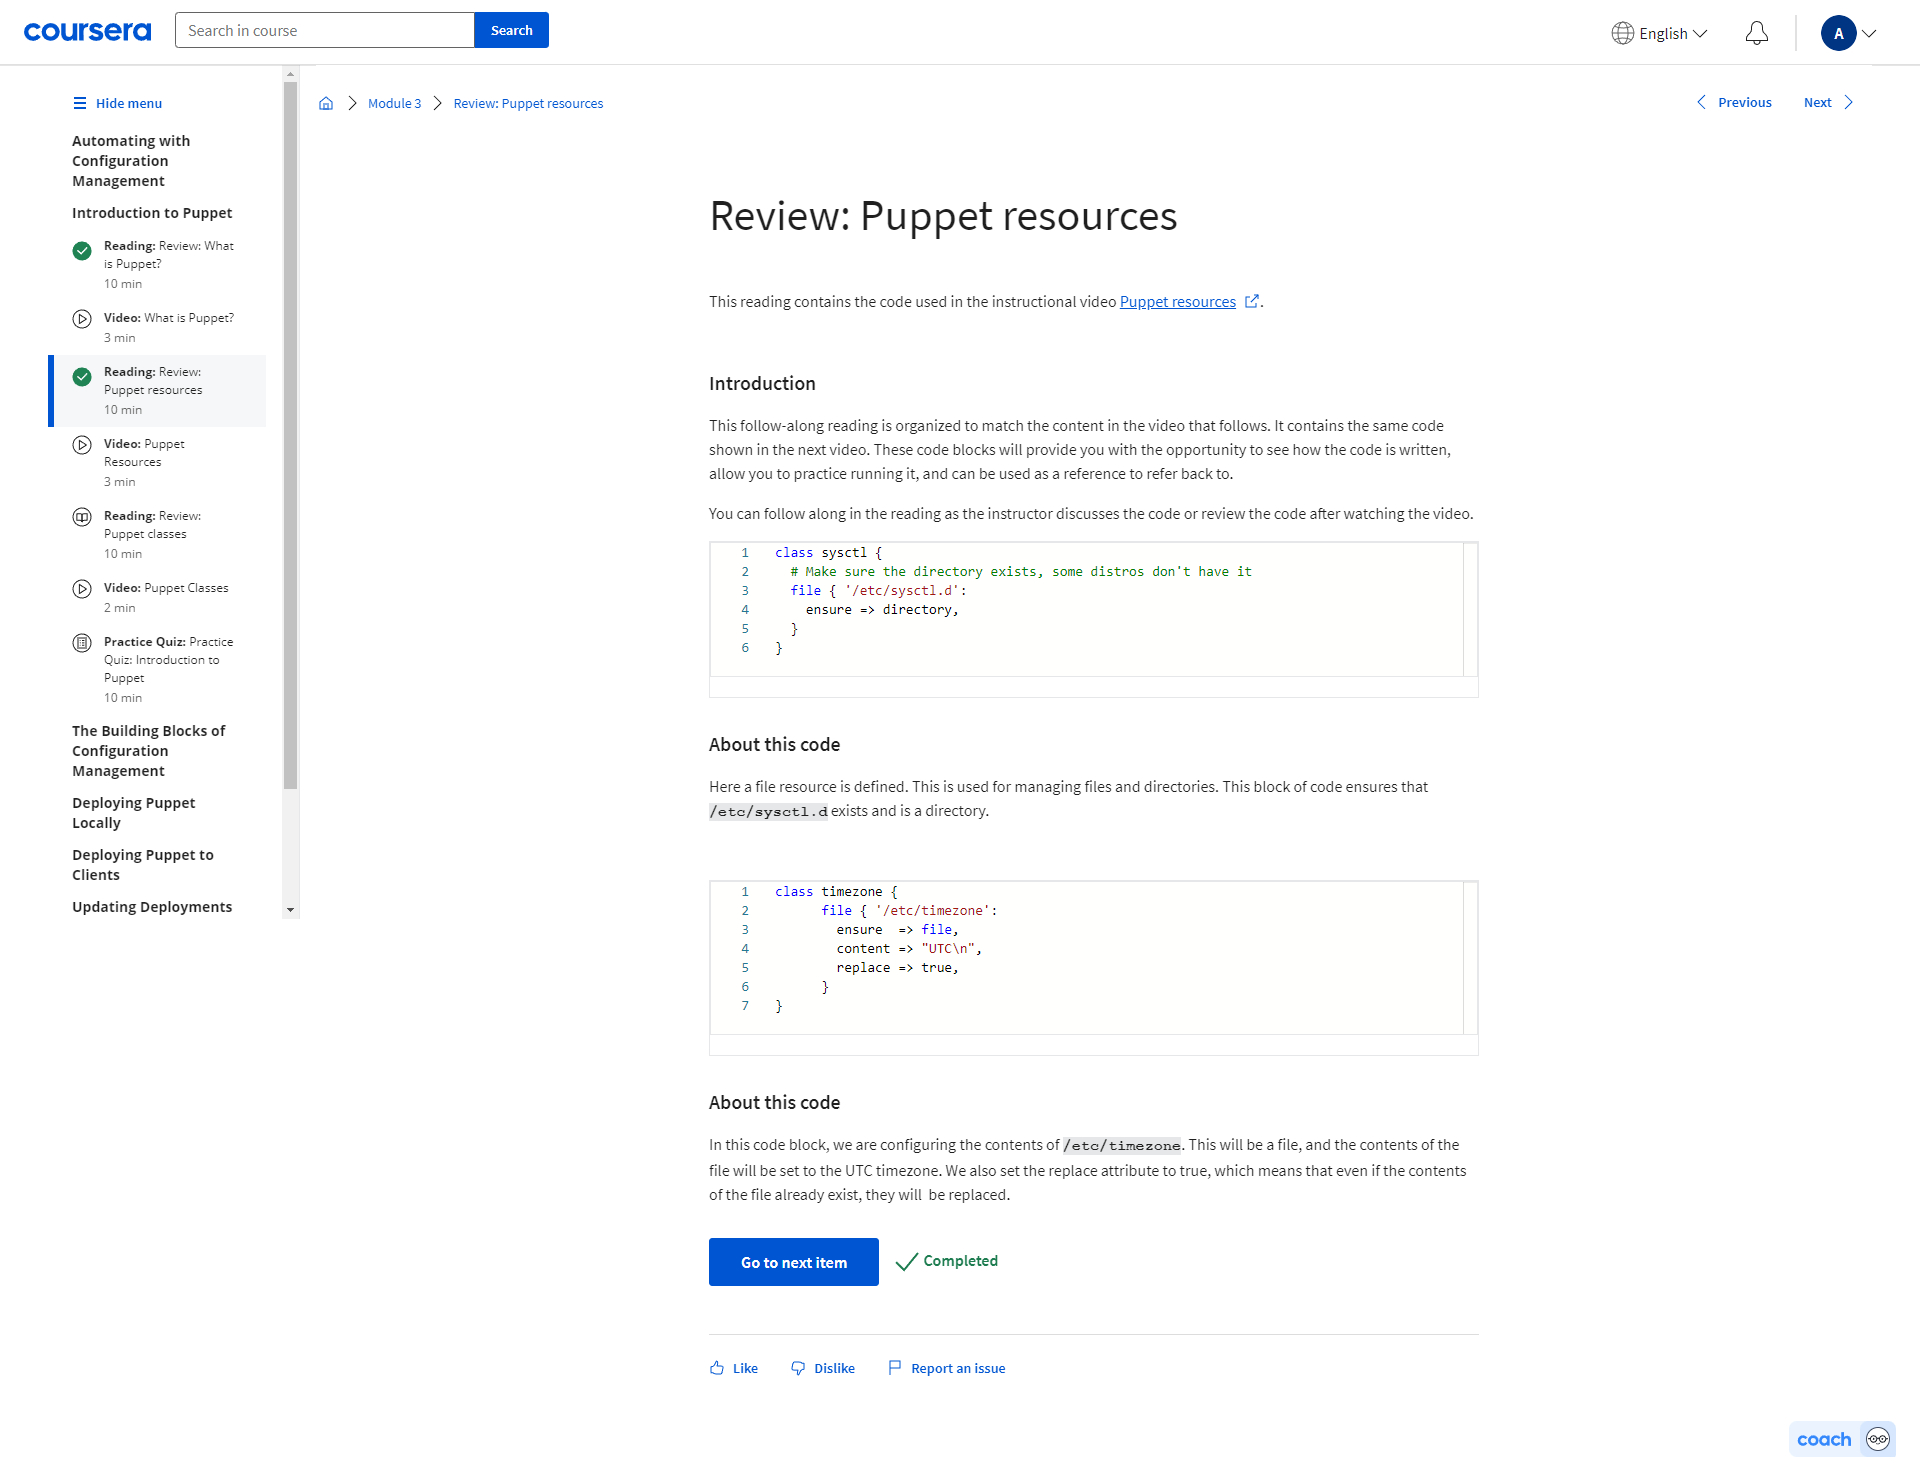 coursera
Search in course
Search
English
A
Hide menu
Automating with
Configuration
Management
Introduction to Puppet
Reading: Review: What
is Puppet?
10 min
Video: What is Puppet?
3 min
Reading: Review:
Puppet resources
10 min
Video: Puppet
Resources
3 min
Reading: Review:
Puppet classes
10 min
Video: Puppet Classes
2 min
Practice Quiz: Practice
Quiz: Introduction to
Puppet
10 min
The Building Blocks of
Configuration
Management
Deploying Puppet
Locally
Deploying Puppet to
Clients
Updating Deployments
Module 3
Review: Puppet resources
Previous
Next
Review: Puppet resources
This reading contains the code used in the instructional video Puppet resources.
Introduction
This follow-along reading is organized to match the content in the video that follows. It contains the same code
shown in the next video. These code blocks will provide you with the opportunity to see how the code is written,
allow you to practice running it, and can be used as a reference to refer back to.
You can follow along in the reading as the instructor discusses the code or review the code after watching the video.
1 class sysctl {
2   # Make sure the directory exists, some distros don't have it
3   file { '/etc/sysctl.d':
4     ensure => directory,
5   }
6 }
About this code
Here a file resource is defined. This is used for managing files and directories. This block of code ensures that
/etc/sysctl.d exists and is a directory.
1 class timezone {
2       file { '/etc/timezone':
3         ensure  => file,
4         content => "UTC\n",
5         replace => true,
6       }
7 }
About this code
In this code block, we are configuring the contents of /etc/timezone. This will be a file, and the contents of the
file will be set to the UTC timezone. We also set the replace attribute to true, which means that even if the contents
of the file already exist, they will  be replaced.
Go to next item
Completed
Like
Dislike
Report an issue
coach